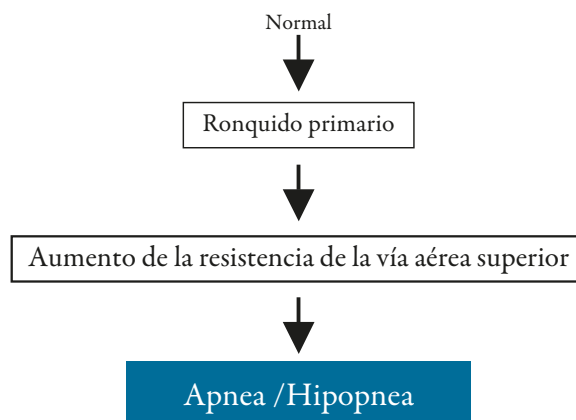 Normal
Ronquido primario
Aumento de la resistencia de la vía aérea superior
Apnea /Hipopnea